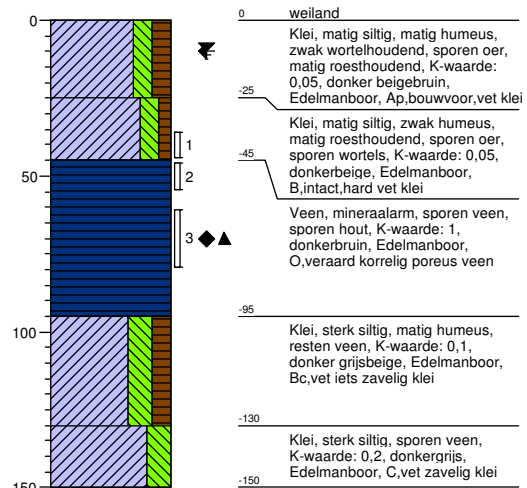 0
50
100
150
1
2
3
0 weiland
Klei, matig siltig, matig humeus,
zwak wortelhoudend, sporen oer,
matig roesthoudend, K-waarde:
0,05, donker beigebruin,
Edelmanboor, Ap,bouwvoor,vet klei
-25
Klei, matig siltig, zwak humeus,
matig roesthoudend, sporen oer,
sporen wortels, K-waarde: 0,05,
donkerbeige, Edelmanboor,
B,intact,hard vet klei
-45
Veen, mineraalarm, sporen veen,
sporen hout, K-waarde: 1,
donkerbruin, Edelmanboor,
O,veraard korrelig poreus veen
-95
Klei, sterk siltig, matig humeus,
resten veen, K-waarde: 0,1,
donker grijsbeige, Edelmanboor,
Bc,vet iets zavelig klei
-130
Klei, sterk siltig, sporen veen,
K-waarde: 0,2, donkergrijs,
Edelmanboor, C,vet zavelig klei
-150